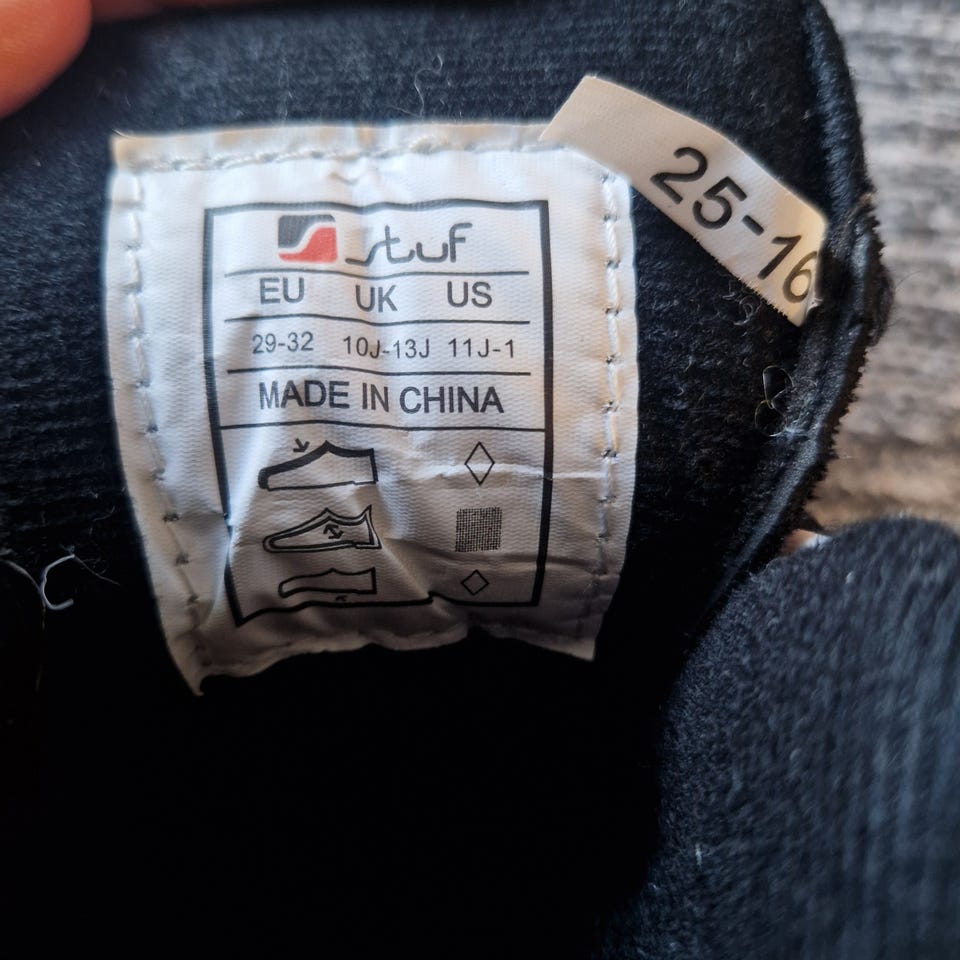 stuf
EU UK US
29-32 10J-13J 11J-1
MADE IN CHINA
25-16